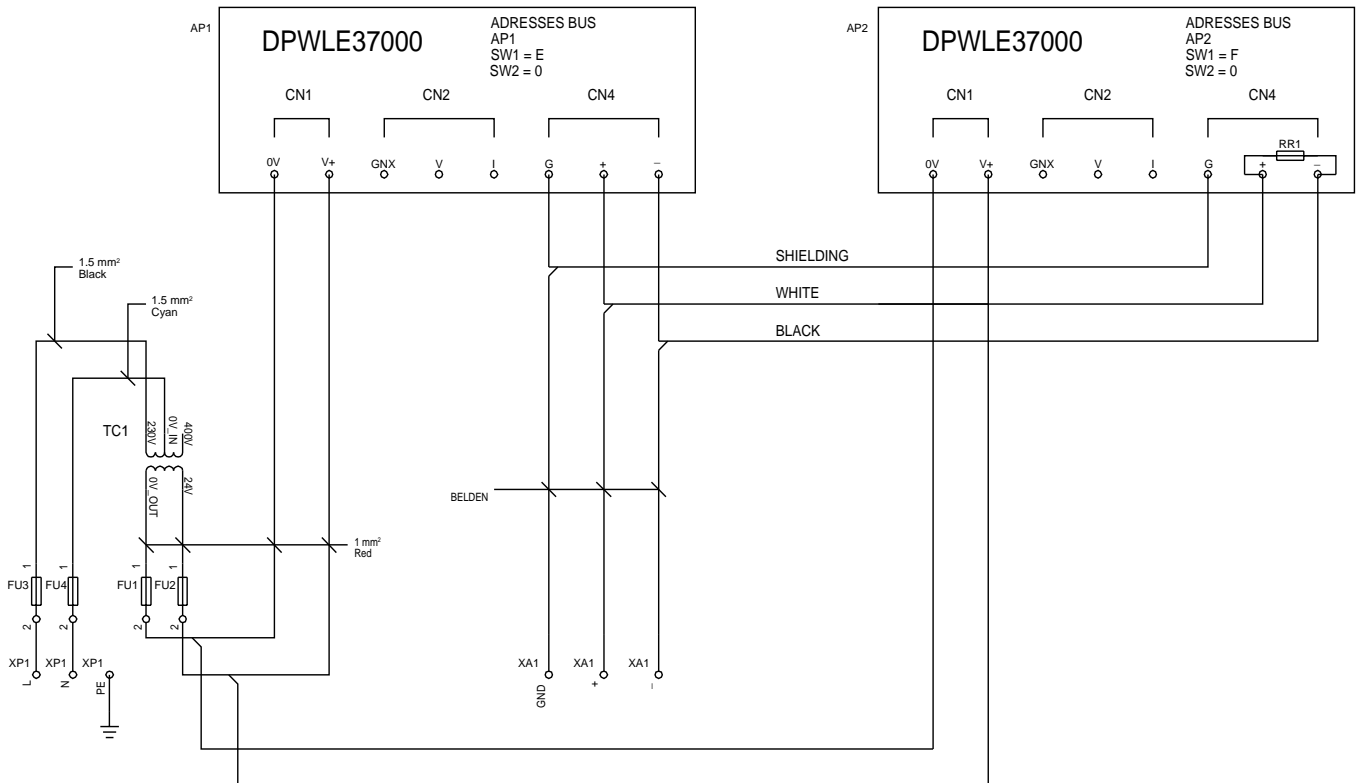 AP1
DPWLE37000
ADRESSES BUS
AP1
SW1 = E
SW2 = 0
CN1
CN2
CN4
0V
V+
GNX
V
I
G
+
–
AP2
DPWLE37000
ADRESSES BUS
AP2
SW1 = F
SW2 = 0
CN1
CN2
CN4
RR1
0V
V+
GNX
V
I
G
+
–
SHIELDING
WHITE
BLACK
1.5 mm²
Black
1.5 mm²
Cyan
TC1
230V
0V_IN
400V
0V_OUT
24V
BELDEN
1 mm²
Red
1
1
1
1
FU3
FU4
FU1
FU2
2
2
2
2
XP1
XP1
XP1
L
N
PE
XA1
XA1
XA1
GND
+
–